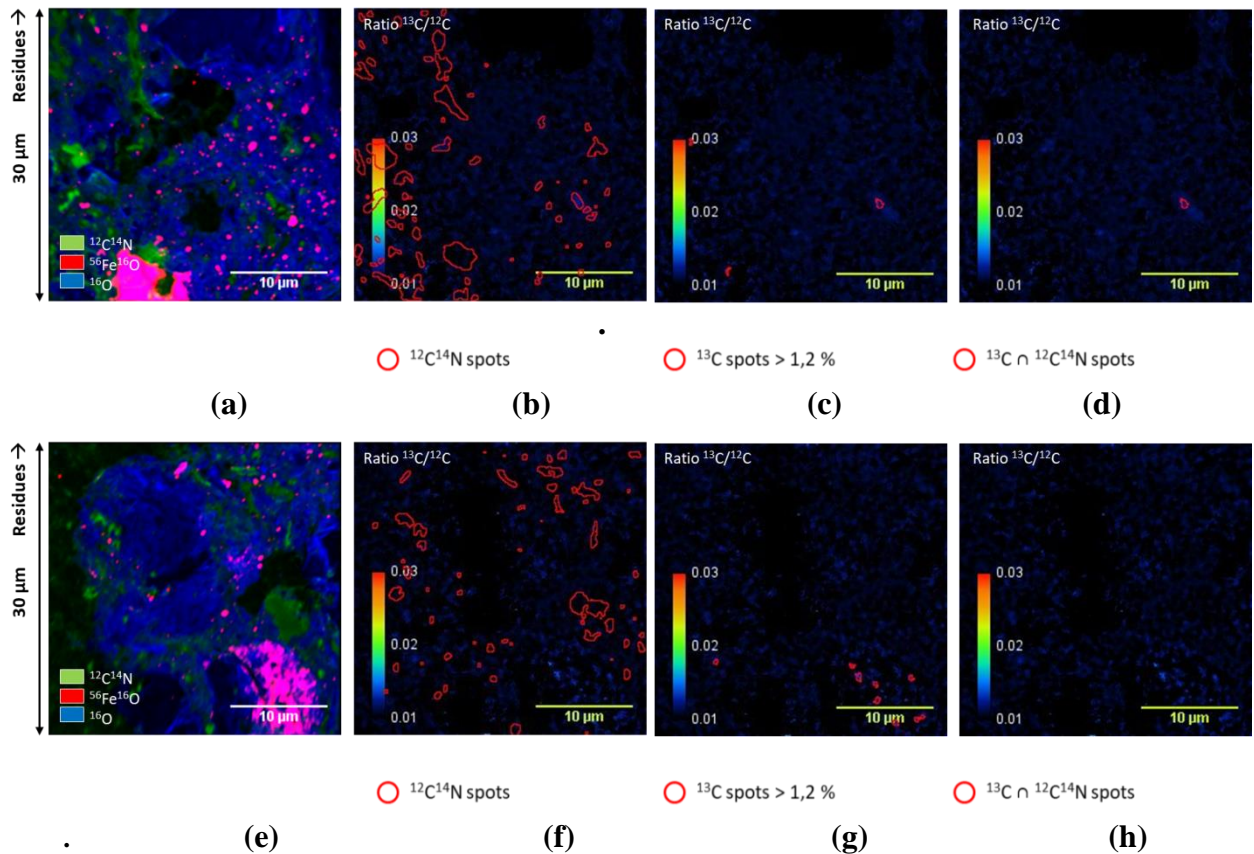 30 µm Residues →
¹²C¹⁴N
⁵⁶Fe¹⁶O
¹⁶O
10 µm
Ratio ¹³C/¹²C
0.03
0.02
0.01
10 µm
Ratio ¹³C/¹²C
0.03
0.02
0.01
10 µm
Ratio ¹³C/¹²C
0.03
0.02
0.01
10 µm
.
¹²C¹⁴N spots
¹³C spots > 1,2 %
¹³C ∩ ¹²C¹⁴N spots
(a) (b) (c) (d)
30 µm Residues →
¹²C¹⁴N
⁵⁶Fe¹⁶O
¹⁶O
10 µm
Ratio ¹³C/¹²C
0.03
0.02
0.01
10 µm
Ratio ¹³C/¹²C
0.03
0.02
0.01
10 µm
Ratio ¹³C/¹²C
0.03
0.02
0.01
10 µm
¹²C¹⁴N spots
¹³C spots > 1,2 %
¹³C ∩ ¹²C¹⁴N spots
. (e) (f) (g) (h)